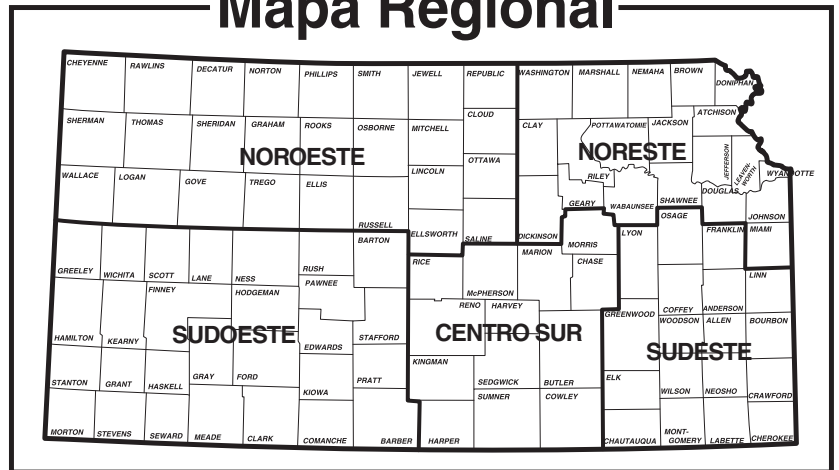 Mapa Regional
CHEYENNE RAWLINS DECATUR NORTON PHILLIPS SMITH JEWELL REPUBLIC WASHINGTON MARSHALL NEMAHA BROWN DONIPHAN
SHERMAN THOMAS SHERIDAN GRAHAM ROOKS OSBORNE MITCHELL CLOUD CLAY POTTAWATOMIE JACKSON ATCHISON
NOROESTE NORESTE
WALLACE LOGAN GOVE TREGO ELLIS LINCOLN OTTAWA RILEY JEFFERSON LEAVEN-
WORTH WYANDOTTE
RUSSELL ELLSWORTH SALINE DICKINSON GEARY WABAUNSEE SHAWNEE DOUGLAS JOHNSON
GREELEY WICHITA SCOTT LANE NESS RUSH BARTON RICE MARION MORRIS CHASE LYON OSAGE FRANKLIN MIAMI
FINNEY HODGEMAN PAWNEE McPHERSON LINN
HAMILTON KEARNY EDWARDS STAFFORD RENO HARVEY GREENWOOD COFFEY ANDERSON
SUDOESTE CENTRO SUR SUDESTE
WOODSON ALLEN BOURBON
STANTON GRANT HASKELL GRAY FORD KIOWA PRATT KINGMAN SEDGWICK BUTLER ELK WILSON NEOSHO CRAWFORD
MORTON STEVENS SEWARD MEADE CLARK COMANCHE BARBER HARPER SUMNER COWLEY CHAUTAUQUA MONT-
GOMERY LABETTE CHEROKEE